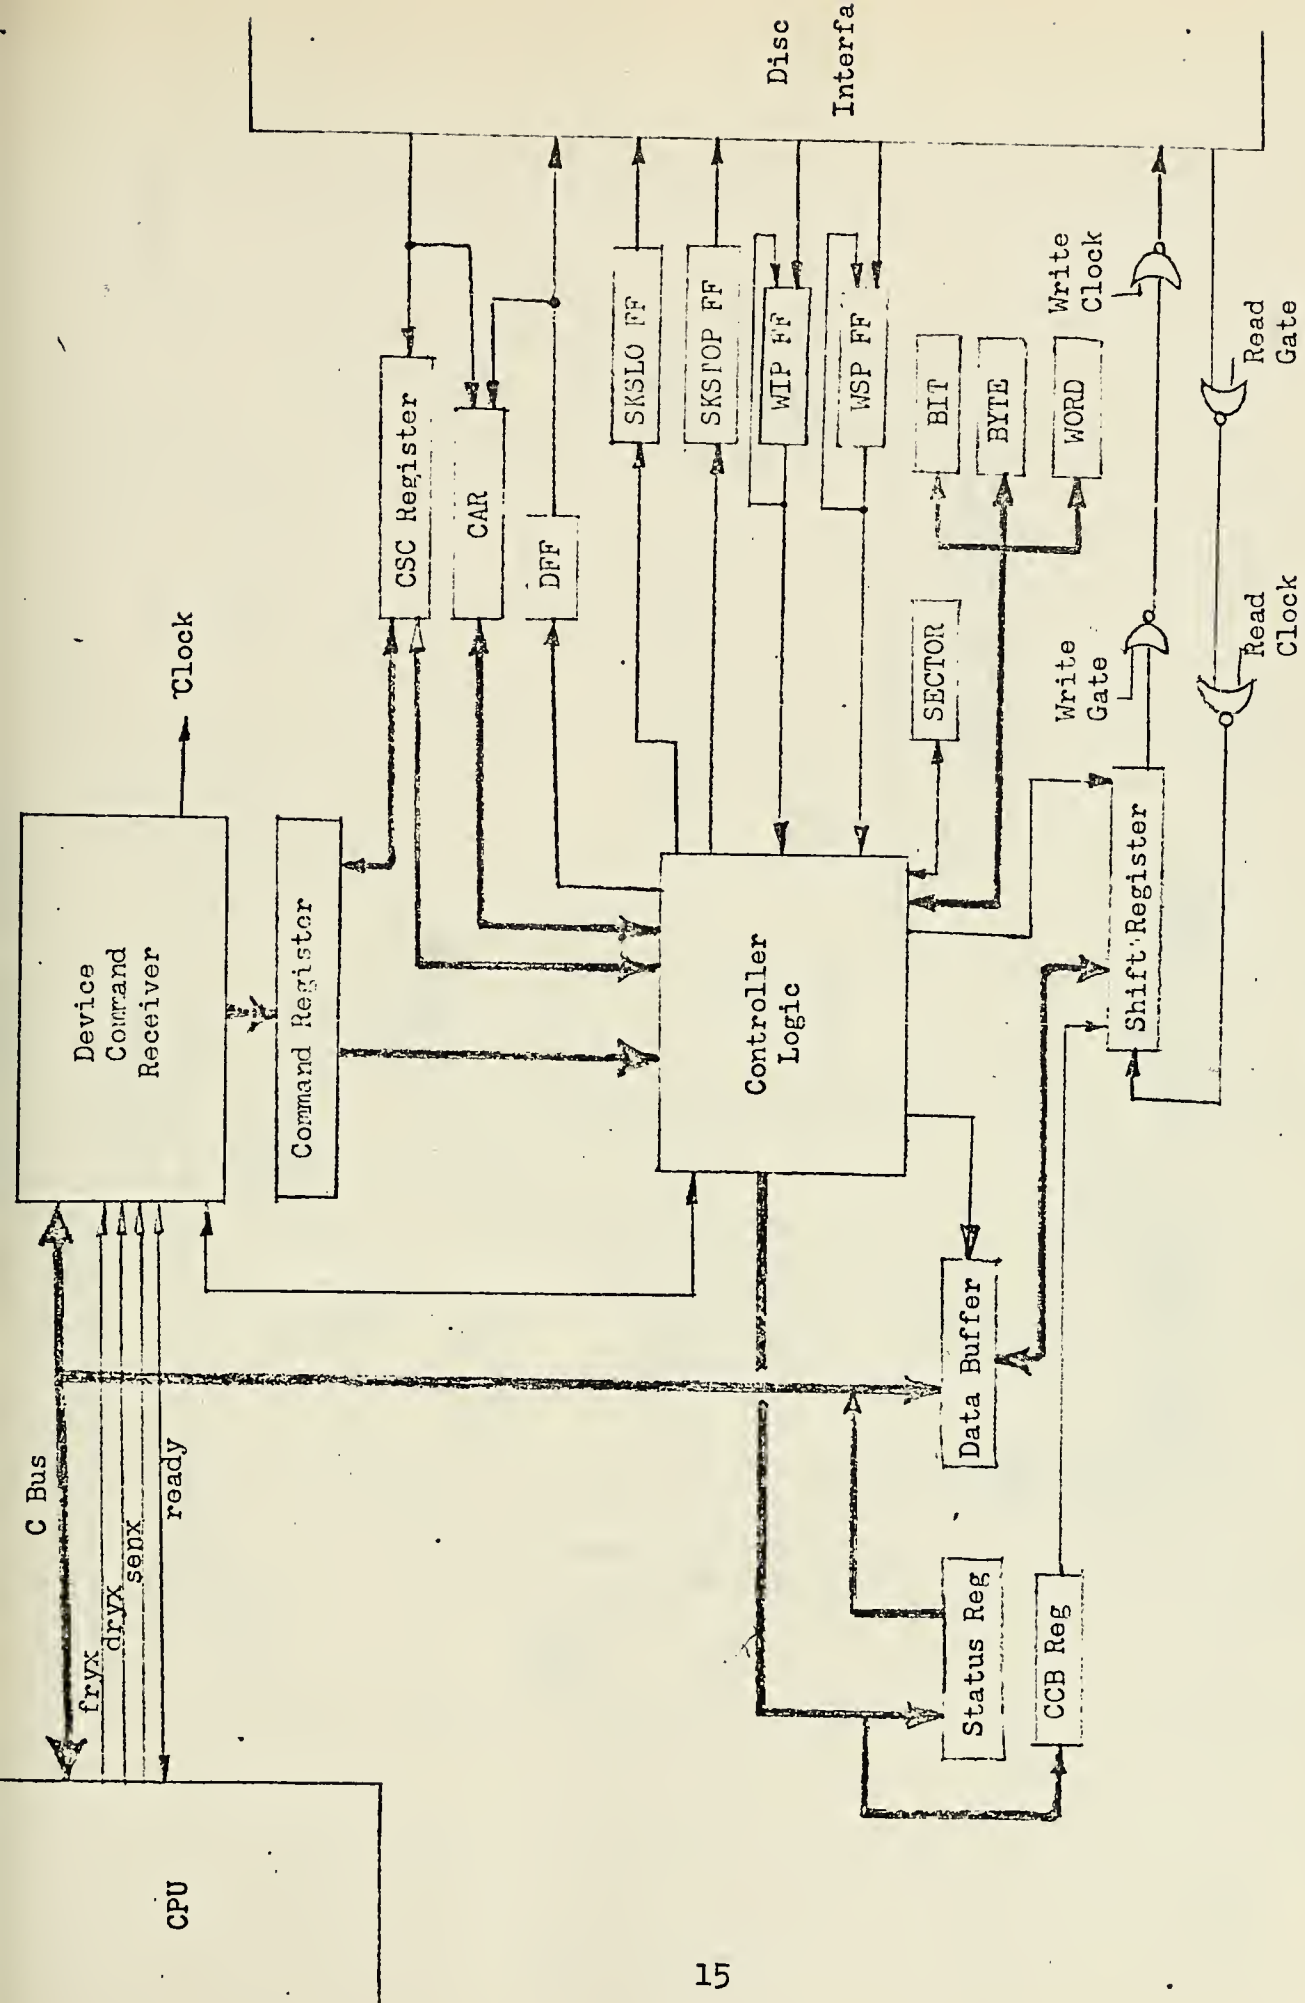 CPU
C Bus
fryx
dryx
senx
ready
Device
Command
Receiver
Clock
Command Register
CSC Register
CAR
DFF
SKSLO FF
SKSTOP FF
WIP FF
WSP FF
Disc
Interfa
Controller
Logic
SECTOR
BIT
BYTE
WORD
Status Reg
CCB Reg
Data Buffer
Shift Register
Write
Gate
Write
Clock
Read
Clock
Read
Gate
15